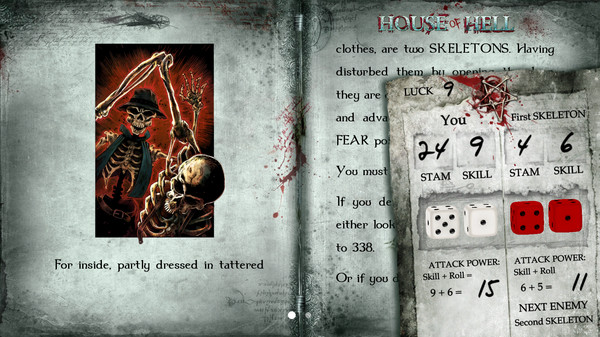 For inside, partly dressed in tattered
HOUSE OF HELL
clothes, are two SKELETONS. Having
disturbed them by
they are
and adva
FEAR
You must
If you de
either look
to 338.
Or if you
LUCK 9
You
First SKELETON
24 9 4 6
STAM SKILL STAM SKILL
ATTACK POWER: ATTACK POWER:
Skill + Roll = Skill + Roll
9 + 6 = 15 6 + 5 = 11
NEXT ENEMY
Second SKELETON